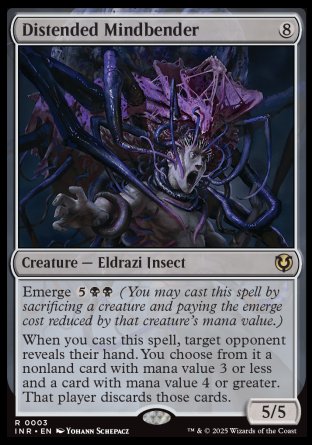 Distended Mindbender 8
Creature — Eldrazi Insect
Emerge 5 (You may cast this spell by
sacrificing a creature and paying the emerge
cost reduced by that creature's mana value.)
When you cast this spell, target opponent
reveals their hand. You choose from it a
nonland card with mana value 3 or less
and a card with mana value 4 or greater.
That player discards those cards.
5/5
R 0003
INR • EN Yohann Schepacz
™ & © 2025 Wizards of the Coast